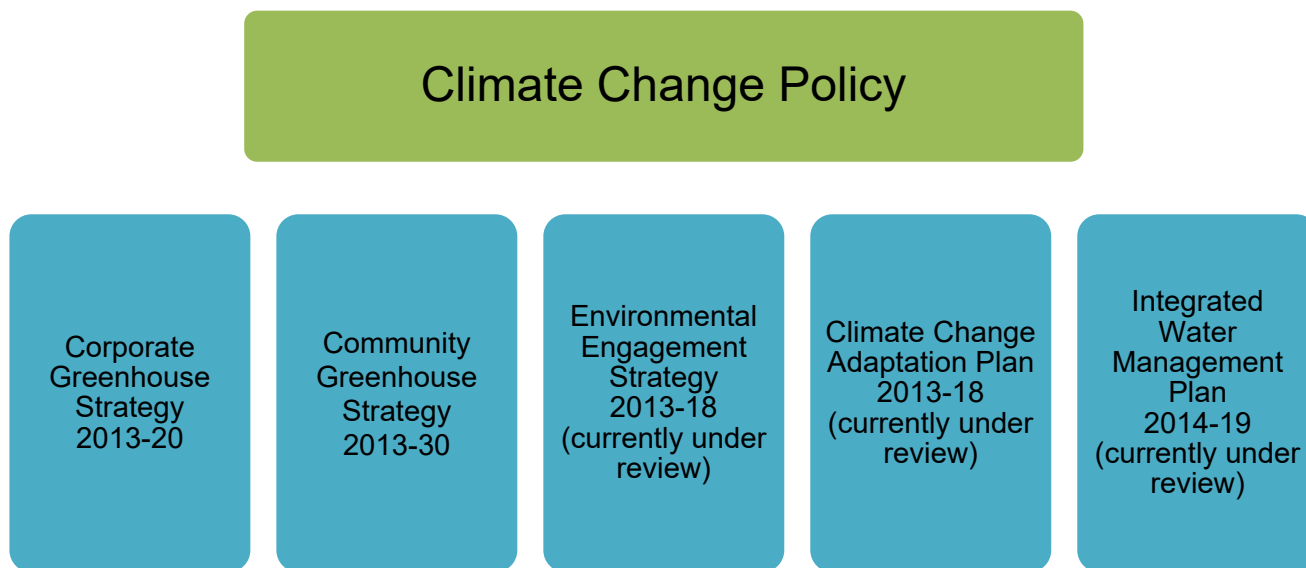 Climate Change Policy
Corporate
Greenhouse
Strategy
2013-20
Community
Greenhouse
Strategy
2013-30
Environmental
Engagement
Strategy
2013-18
(currently under
review)
Climate Change
Adaptation Plan
2013-18
(currently under
review)
Integrated
Water
Management
Plan
2014-19
(currently under
review)